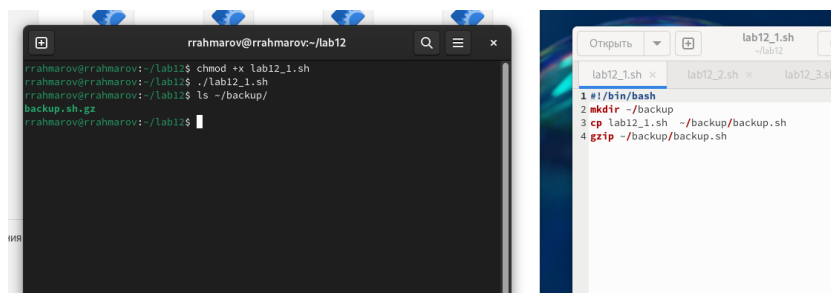 rrahmarov@rrahmarov:~/lab12
rrahmarov@rrahmarov:~/lab12$ chmod +x lab12_1.sh
rrahmarov@rrahmarov:~/lab12$ ./lab12_1.sh
rrahmarov@rrahmarov:~/lab12$ ls ~/backup/
backup.sh.gz
rrahmarov@rrahmarov:~/lab12$
ния
Открыть
lab12_1.sh
~/lab12
lab12_1.sh × lab12_2.sh × lab12_3.s
1 #!/bin/bash
2 mkdir ~/backup
3 cp lab12_1.sh  ~/backup/backup.sh
4 gzip ~/backup/backup.sh